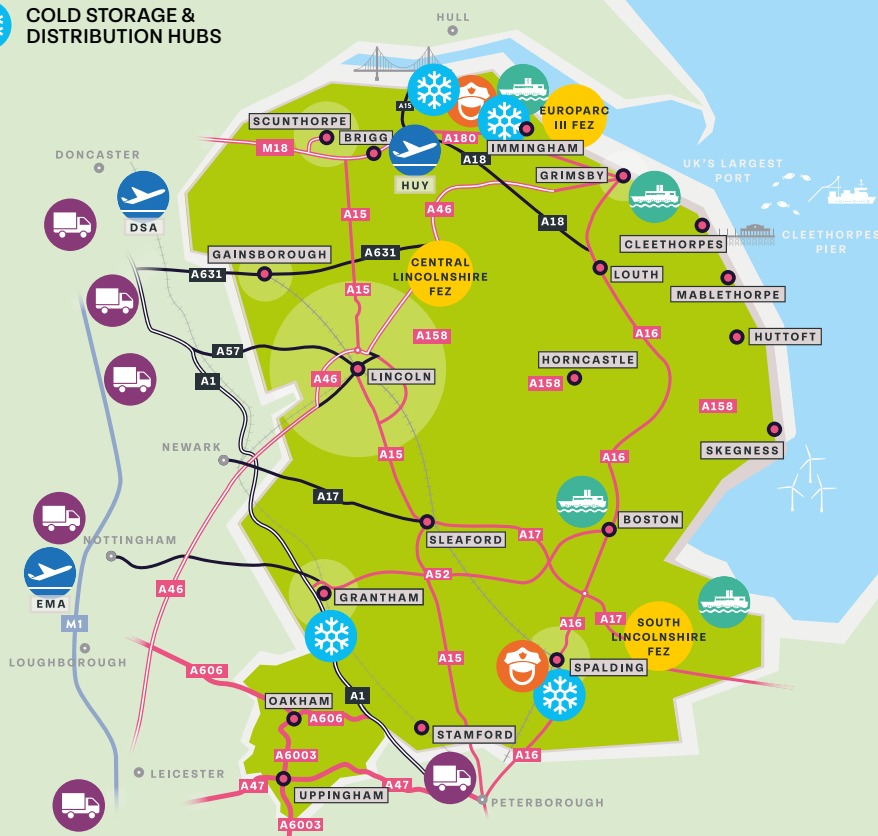 COLD STORAGE &
DISTRIBUTION HUBS
HULL
A15
EUROPARC
III FEZ
SCUNTHORPE
BRIGG
M18
A180
IMMINGHAM
A18
DONCASTER
HUY
GRIMSBY
UK'S LARGEST
PORT
DSA
A15
A46
A18
CLEETHORPES
CLEETHORPES
PIER
GAINSBOROUGH
A631
A631
CENTRAL
LINCOLNSHIRE
FEZ
LOUTH
A15
MABLETHORPE
A158
A16
HUTTOFT
A57
HORNCASTLE
A1
A46
LINCOLN
A158
A158
NEWARK
A15
A16
SKEGNESS
A17
BOSTON
SLEAFORD
A17
NOTTINGHAM
A52
EMA
A46
GRANTHAM
M1
A16
A17
SOUTH
LINCOLNSHIRE
FEZ
LOUGHBOROUGH
A606
A15
SPALDING
OAKHAM
A1
A606
STAMFORD
A6003
A16
LEICESTER
A47
A47
UPPINGHAM
PETERBOROUGH
A6003